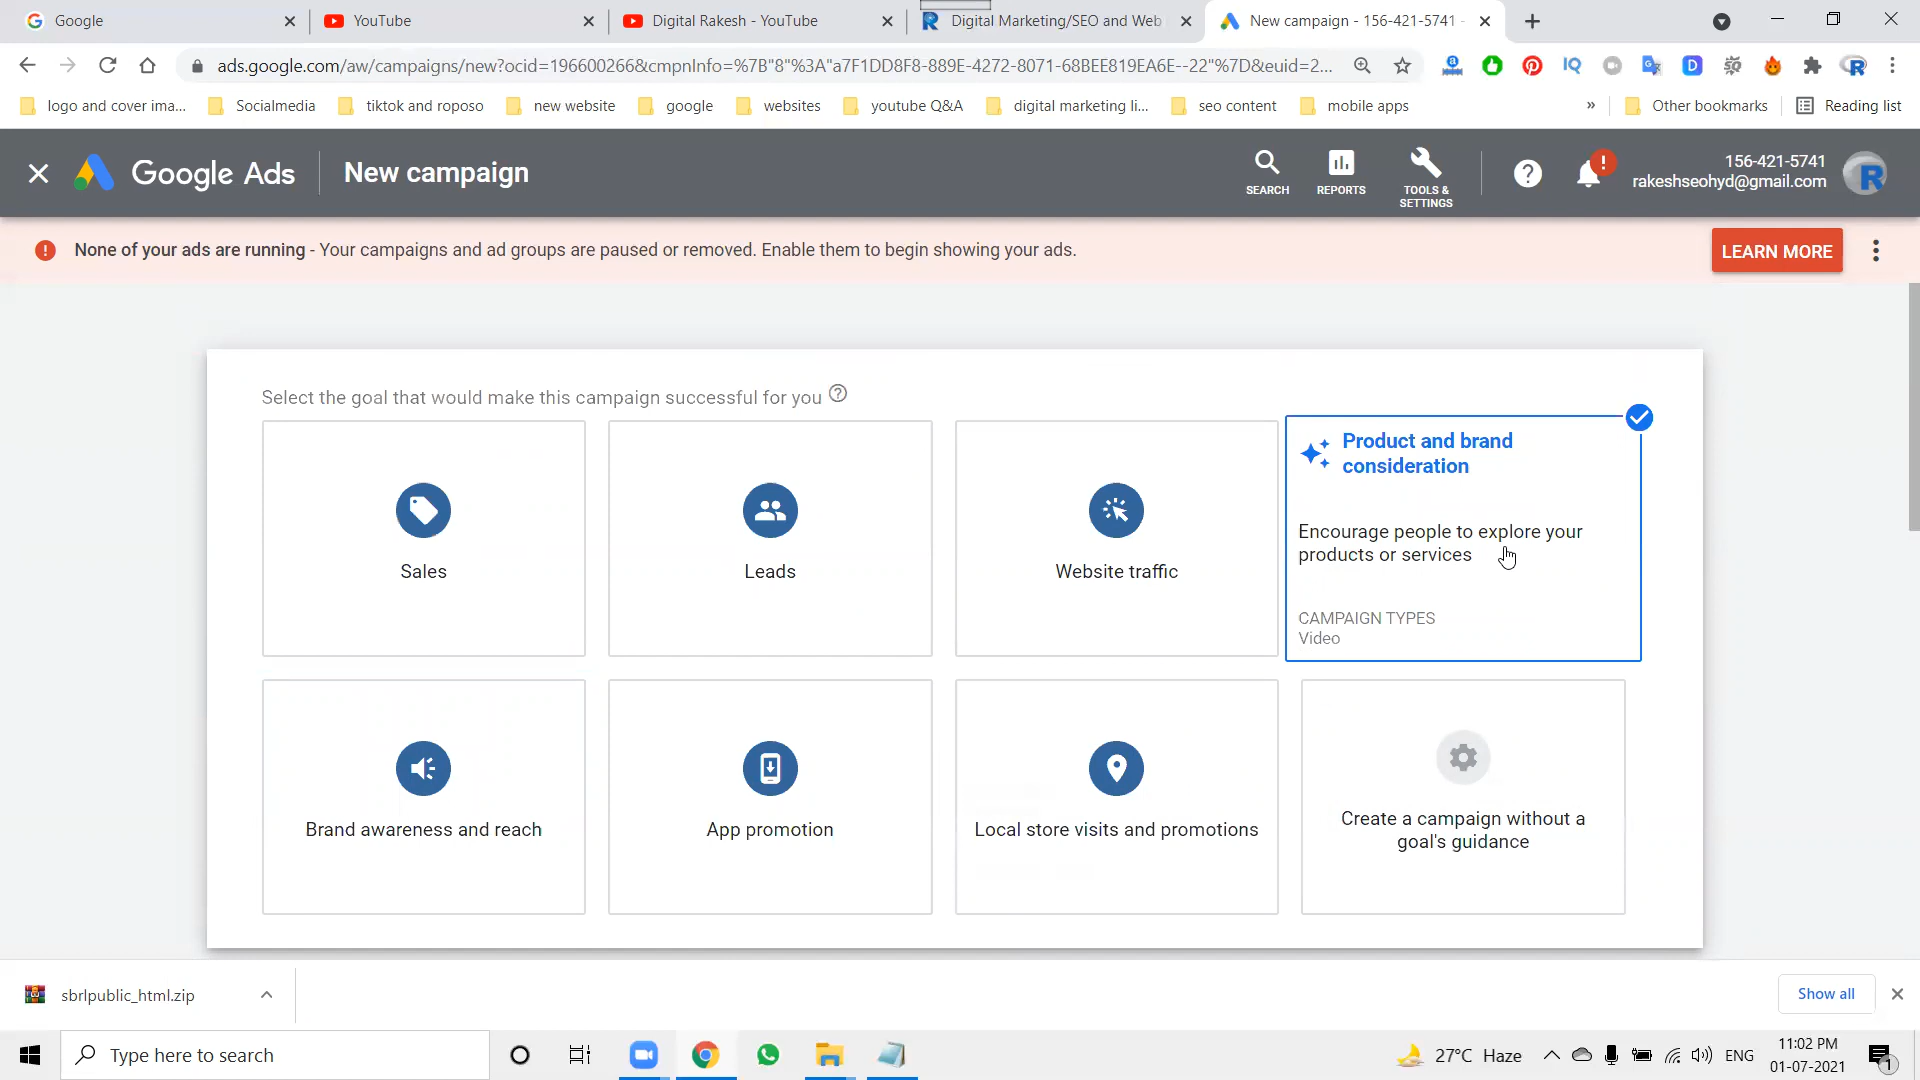 Google
YouTube
Digital Rakesh - YouTube
Digital Marketing/SEO and Web
New campaign - 156-421-5741 -
ads.google.com/aw/campaigns/new?ocid=196600266&cmpnInfo=%7B"8"%3A"a7F1DD8F8-889E-4272-8071-68BEE819EA6E--22"%7D&euid=2...
logo and cover ima...
Socialmedia
tiktok and roposo
new website
google
websites
youtube Q&A
digital marketing li...
seo content
mobile apps
»
Other bookmarks
Reading list
Google Ads
New campaign
SEARCH
REPORTS
TOOLS &
SETTINGS
156-421-5741
rakeshseohyd@gmail.com
None of your ads are running - Your campaigns and ad groups are paused or removed. Enable them to begin showing your ads.
LEARN MORE
Select the goal that would make this campaign successful for you
Sales
Leads
Website traffic
Product and brand
consideration
Encourage people to explore your
products or services
CAMPAIGN TYPES
Video
Brand awareness and reach
App promotion
Local store visits and promotions
Create a campaign without a
goal's guidance
sbrlpublic_html.zip
Show all
Type here to search
27°C Haze
ENG
11:02 PM
01-07-2021
1